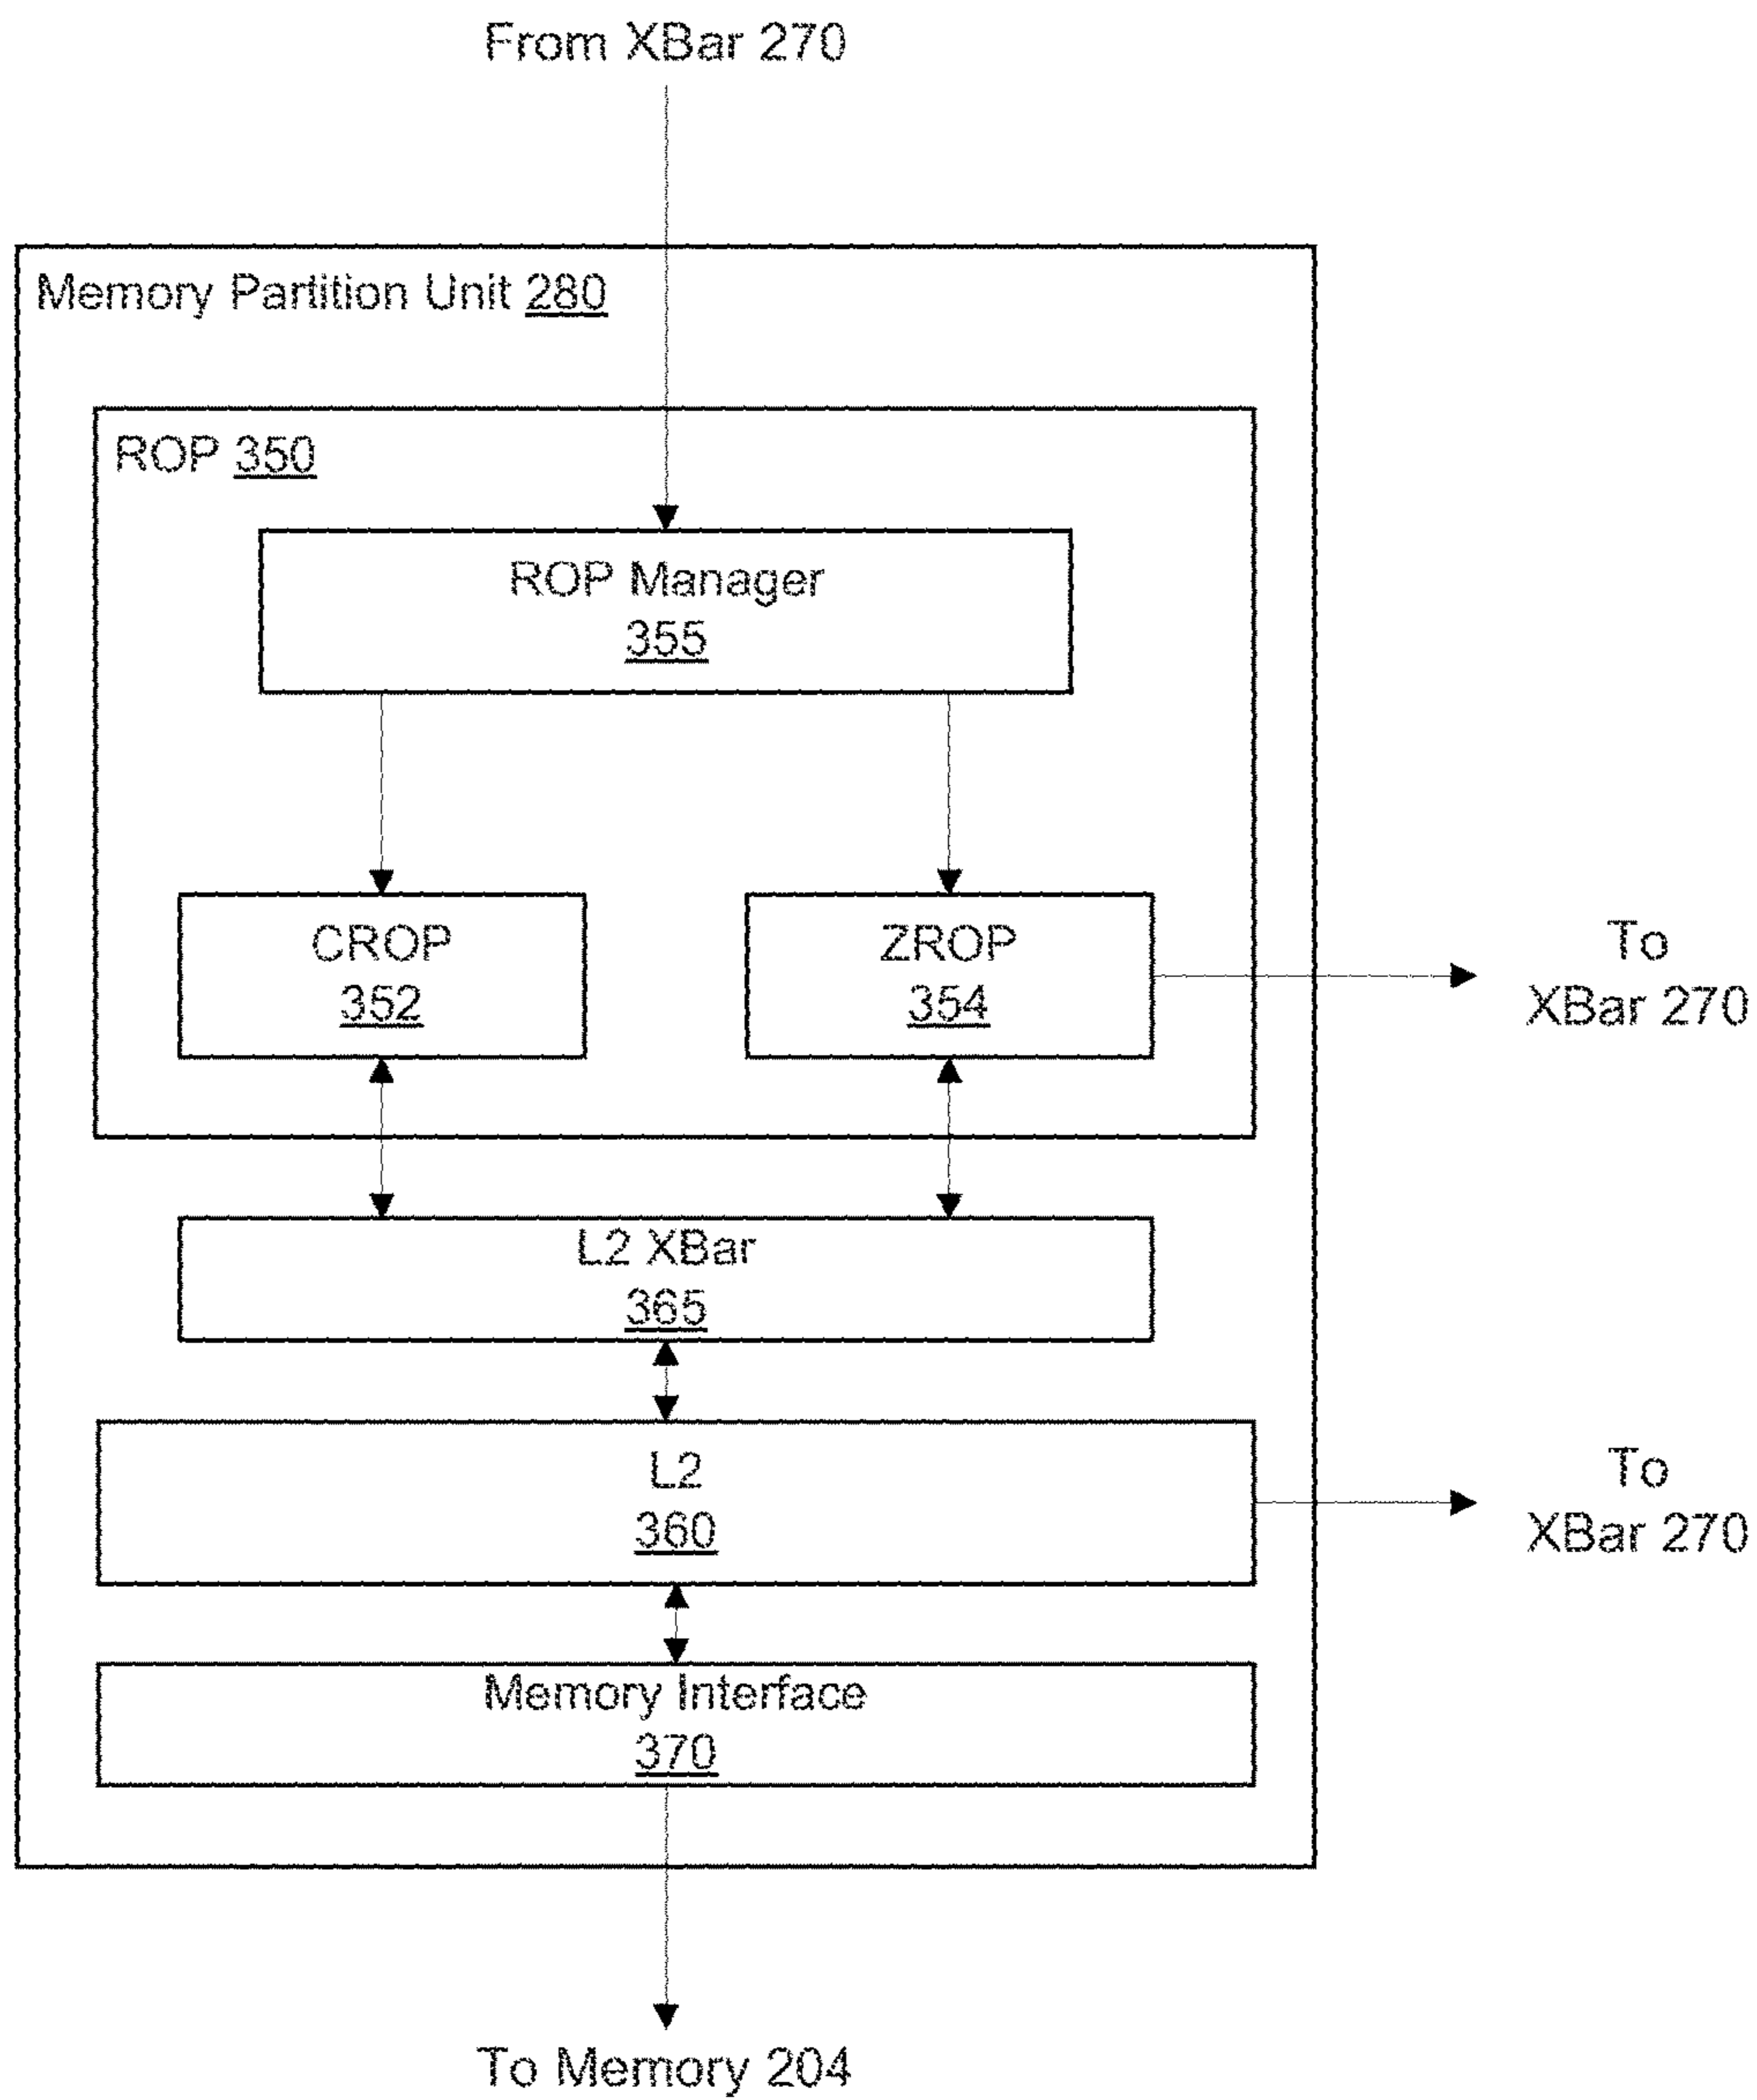 From XBar 270
Memory Partition Unit 280
ROP 350
ROP Manager
355
CROP
352
ZROP
354
To
XBar 270
L2 XBar
365
L2
360
To
XBar 270
Memory Interface
370
To Memory 204